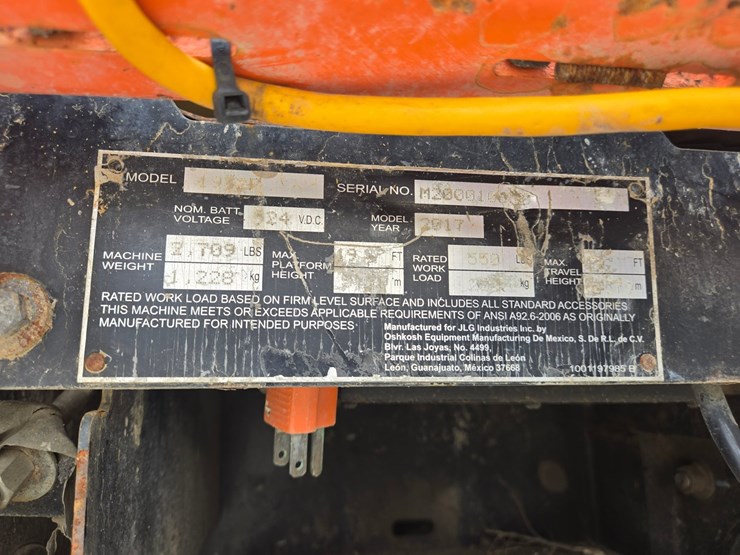 MODEL SERIAL NO.
NOM. BATT. VOLTAGE 24 V.D.C MODEL YEAR 2017
MACHINE WEIGHT 2,709 LBS MAX. PLATFORM HEIGHT FT RATED WORK LOAD 550 MAX. TRAVEL HEIGHT FT
1,228 kg m kg m
RATED WORK LOAD BASED ON FIRM LEVEL SURFACE AND INCLUDES ALL STANDARD ACCESSORIES
THIS MACHINE MEETS OR EXCEEDS APPLICABLE REQUIREMENTS OF ANSI A92.6-2006 AS ORIGINALLY
MANUFACTURED FOR INTENDED PURPOSES.
Manufactured for JLG Industries Inc. by
Oshkosh Equipment Manufacturing De Mexico, S. De R.L. de C.V.
Blvr. Las Joyas, No. 4499
Parque Industrial Colinas de León
León, Guanajuato, México 37668
1001197985 B